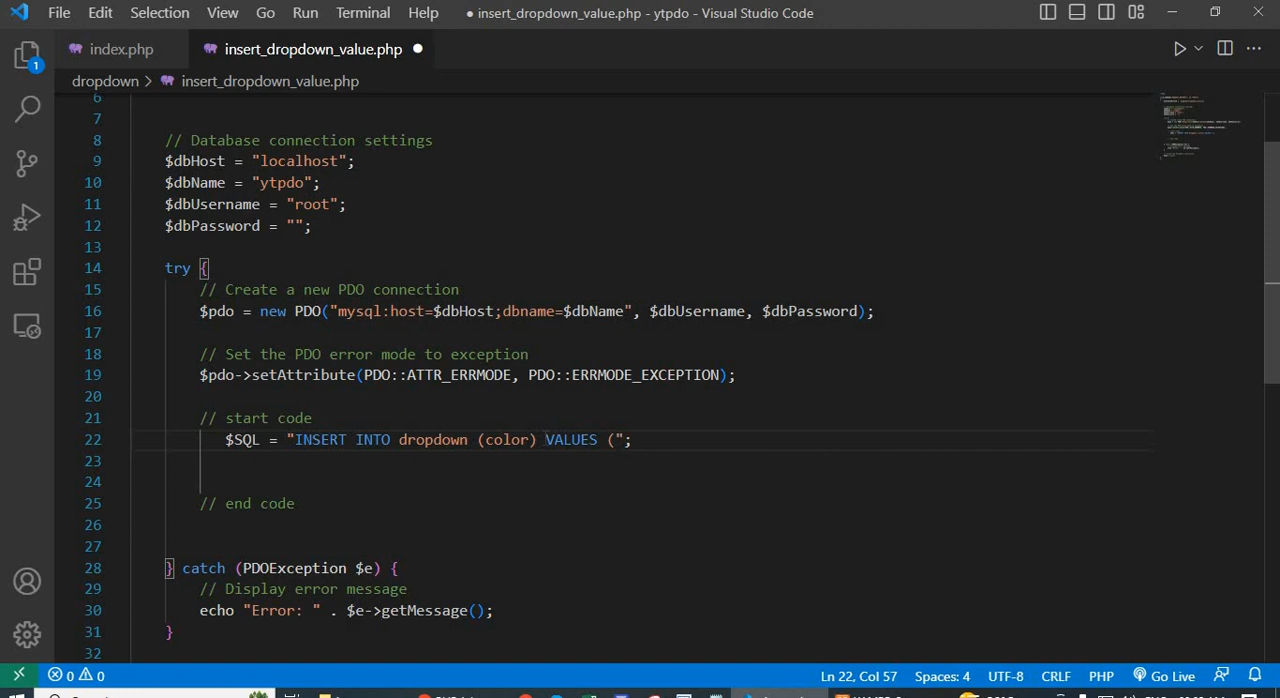 File Edit Selection View Go Run Terminal Help
● insert_dropdown_value.php - ytpdo - Visual Studio Code
index.php
insert_dropdown_value.php ●
dropdown > insert_dropdown_value.php
1
6
7
8 // Database connection settings
9 $dbHost = "localhost";
10 $dbName = "ytpdo";
11 $dbUsername = "root";
12 $dbPassword = "";
13
14 try {
15 // Create a new PDO connection
16 $pdo = new PDO("mysql:host=$dbHost;dbname=$dbName", $dbUsername, $dbPassword);
17
18 // Set the PDO error mode to exception
19 $pdo->setAttribute(PDO::ATTR_ERRMODE, PDO::ERRMODE_EXCEPTION);
20
21 // start code
22 $SQL = "INSERT INTO dropdown (color) VALUES (";
23
24
25 // end code
26
27
28 } catch (PDOException $e) {
29 // Display error message
30 echo "Error: " . $e->getMessage();
31 }
32
0 0 Ln 22, Col 57 Spaces: 4 UTF-8 CRLF PHP Go Live